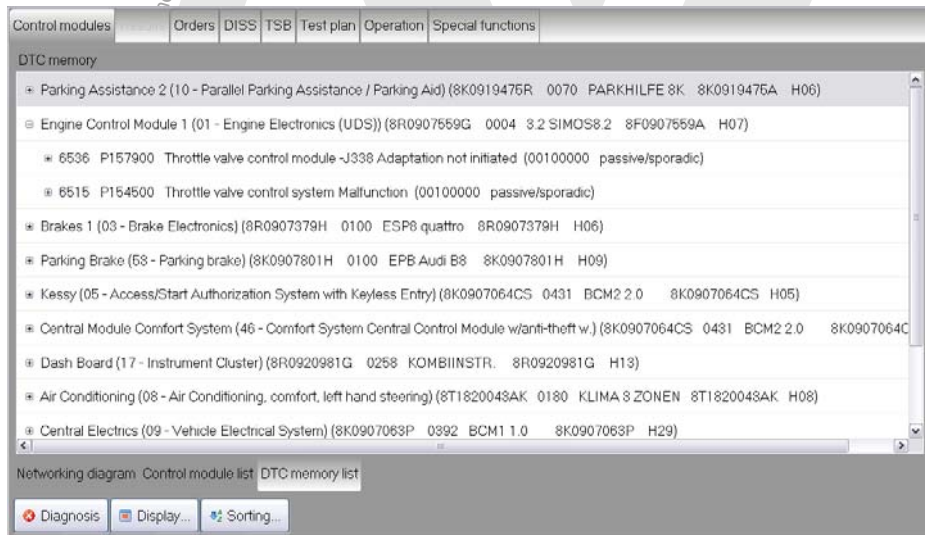 Control modules Orders DISS TSB Test plan Operation Special functions
DTC memory
Parking Assistance 2 (10 - Parallel Parking Assistance / Parking Aid) (8K0919475R 0070 PARKHILFE 8K 8K0919475A H06)
Engine Control Module 1 (01 - Engine Electronics (UDS)) (8R0907559G 0004 3.2 SIMOS8.2 8F0907559A H07)
6536 P157900 Throttle valve control module -J338 Adaptation not initiated (00100000 passive/sporadic)
6515 P154500 Throttle valve control system Malfunction (00100000 passive/sporadic)
Brakes 1 (03 - Brake Electronics) (8R0907379H 0100 ESP8 quattro 8R0907379H H06)
Parking Brake (53 - Parking brake) (8K0907801H 0100 EPB Audi B8 8K0907801H H09)
Kessy (05 - Access/Start Authorization System with Keyless Entry) (8K0907064CS 0431 BCM2 2.0 8K0907064CS H05)
Central Module Comfort System (46 - Comfort System Central Control Module w/anti-theft w.) (8K0907064CS 0431 BCM2 2.0 8K0907064C
Dash Board (17 - Instrument Cluster) (8R0920981G 0258 KOMBIINSTR. 8R0920981G H13)
Air Conditioning (08 - Air Conditioning, comfort, left hand steering) (8T1820043AK 0180 KLIMA 3 ZONEN 8T1820043AK H08)
Central Electrics (09 - Vehicle Electrical System) (8K0907063P 0392 BCM1 1.0 8K0907063P H29)
Networking diagram Control module list DTC memory list
Diagnosis Display... Sorting...